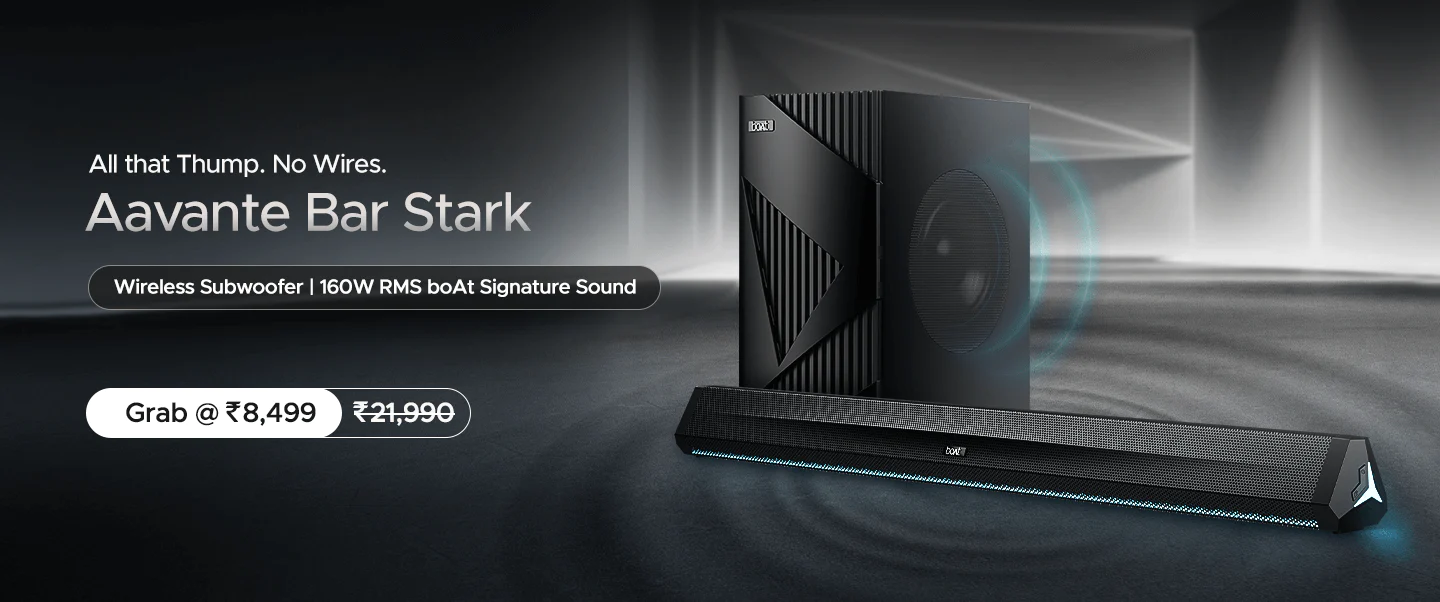 All that Thump. No Wires.
Aavante Bar Stark
Wireless Subwoofer | 160W RMS boAt Signature Sound
Grab @ ₹8,499 ₹21,990
boAt
boAt